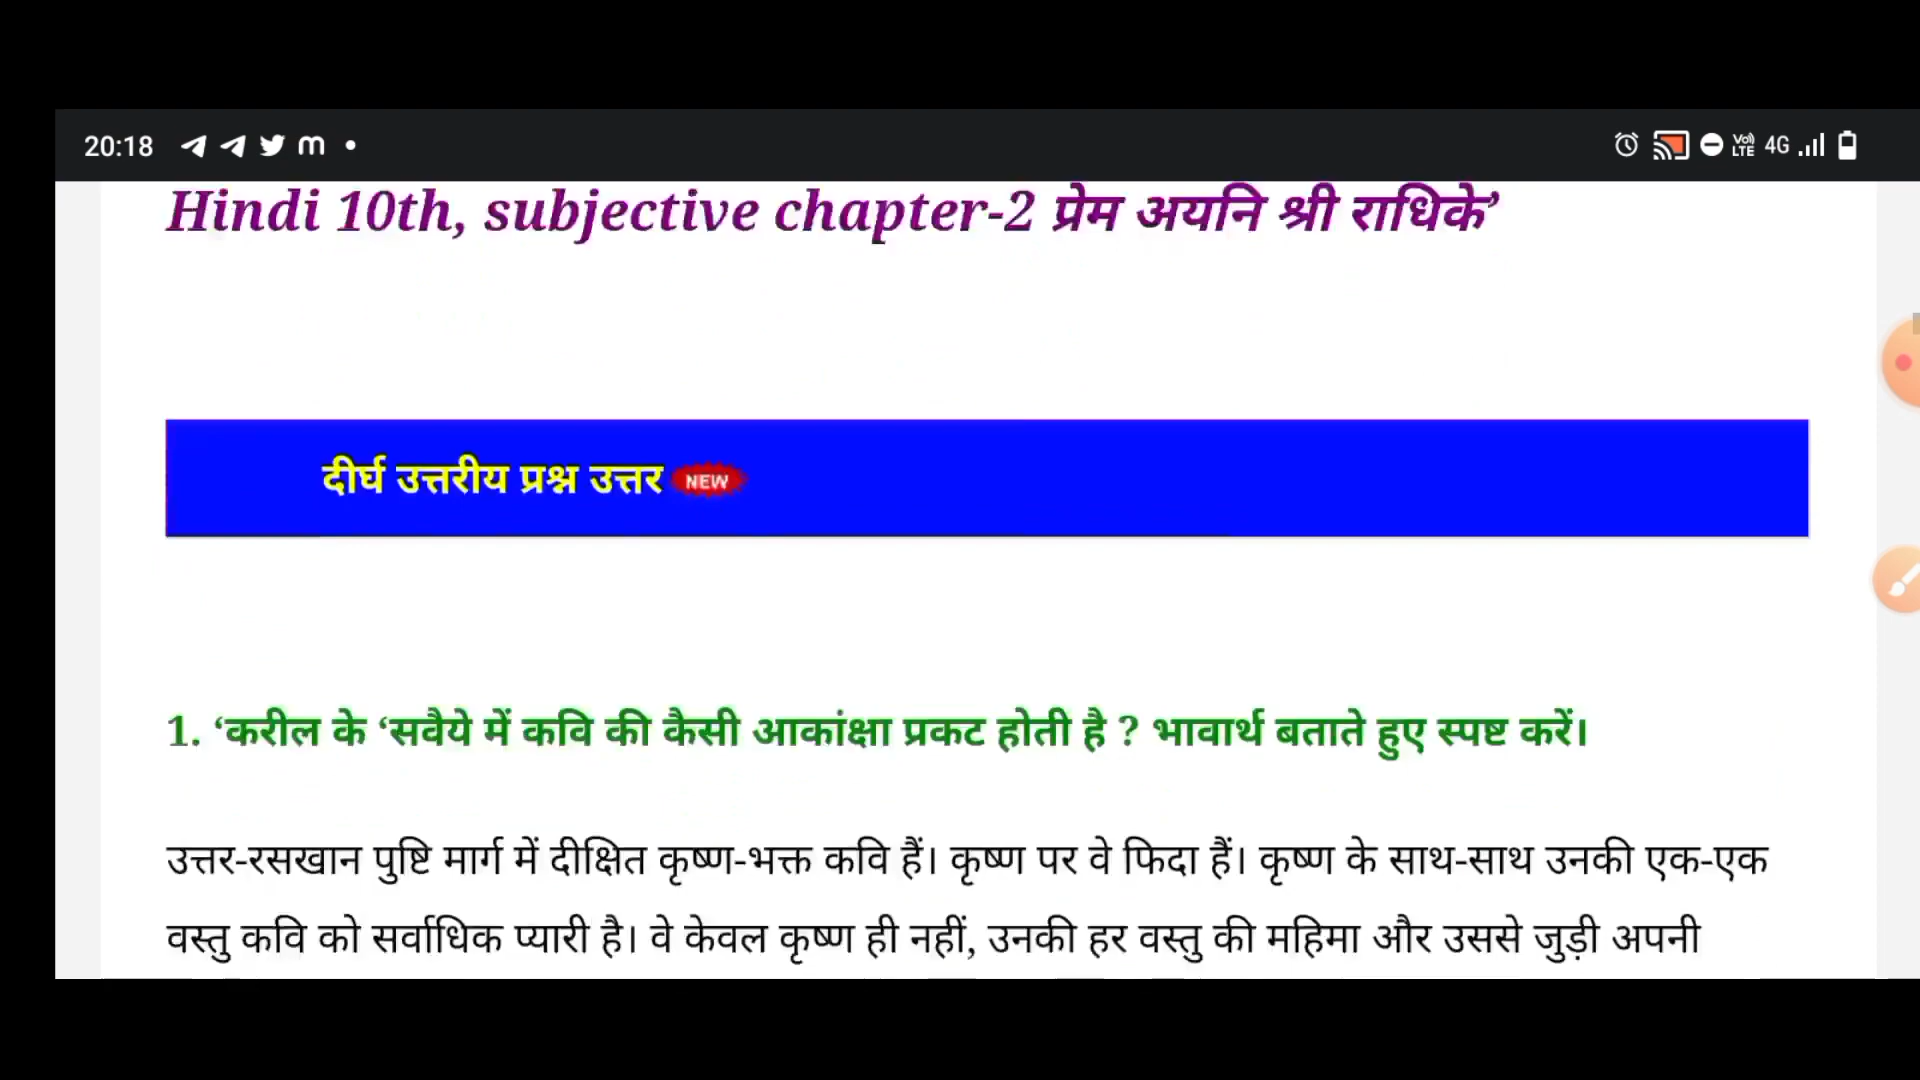 20:18
Vo) LTE 4G
Hindi 10th, subjective chapter-2 प्रेम अयनि श्री राधिके’
दीर्घ उत्तरीय प्रश्न उत्तर NEW
1. ‘करील के ‘सवैये में कवि की कैसी आकांक्षा प्रकट होती है ? भावार्थ बताते हुए स्पष्ट करें।
उत्तर-रसखान पुष्टि मार्ग में दीक्षित कृष्ण-भक्त कवि हैं। कृष्ण पर वे फिदा हैं। कृष्ण के साथ-साथ उनकी एक-एक
वस्तु कवि को सर्वाधिक प्यारी है। वे केवल कृष्ण ही नहीं, उनकी हर वस्तु की महिमा और उससे जुड़ी अपनी